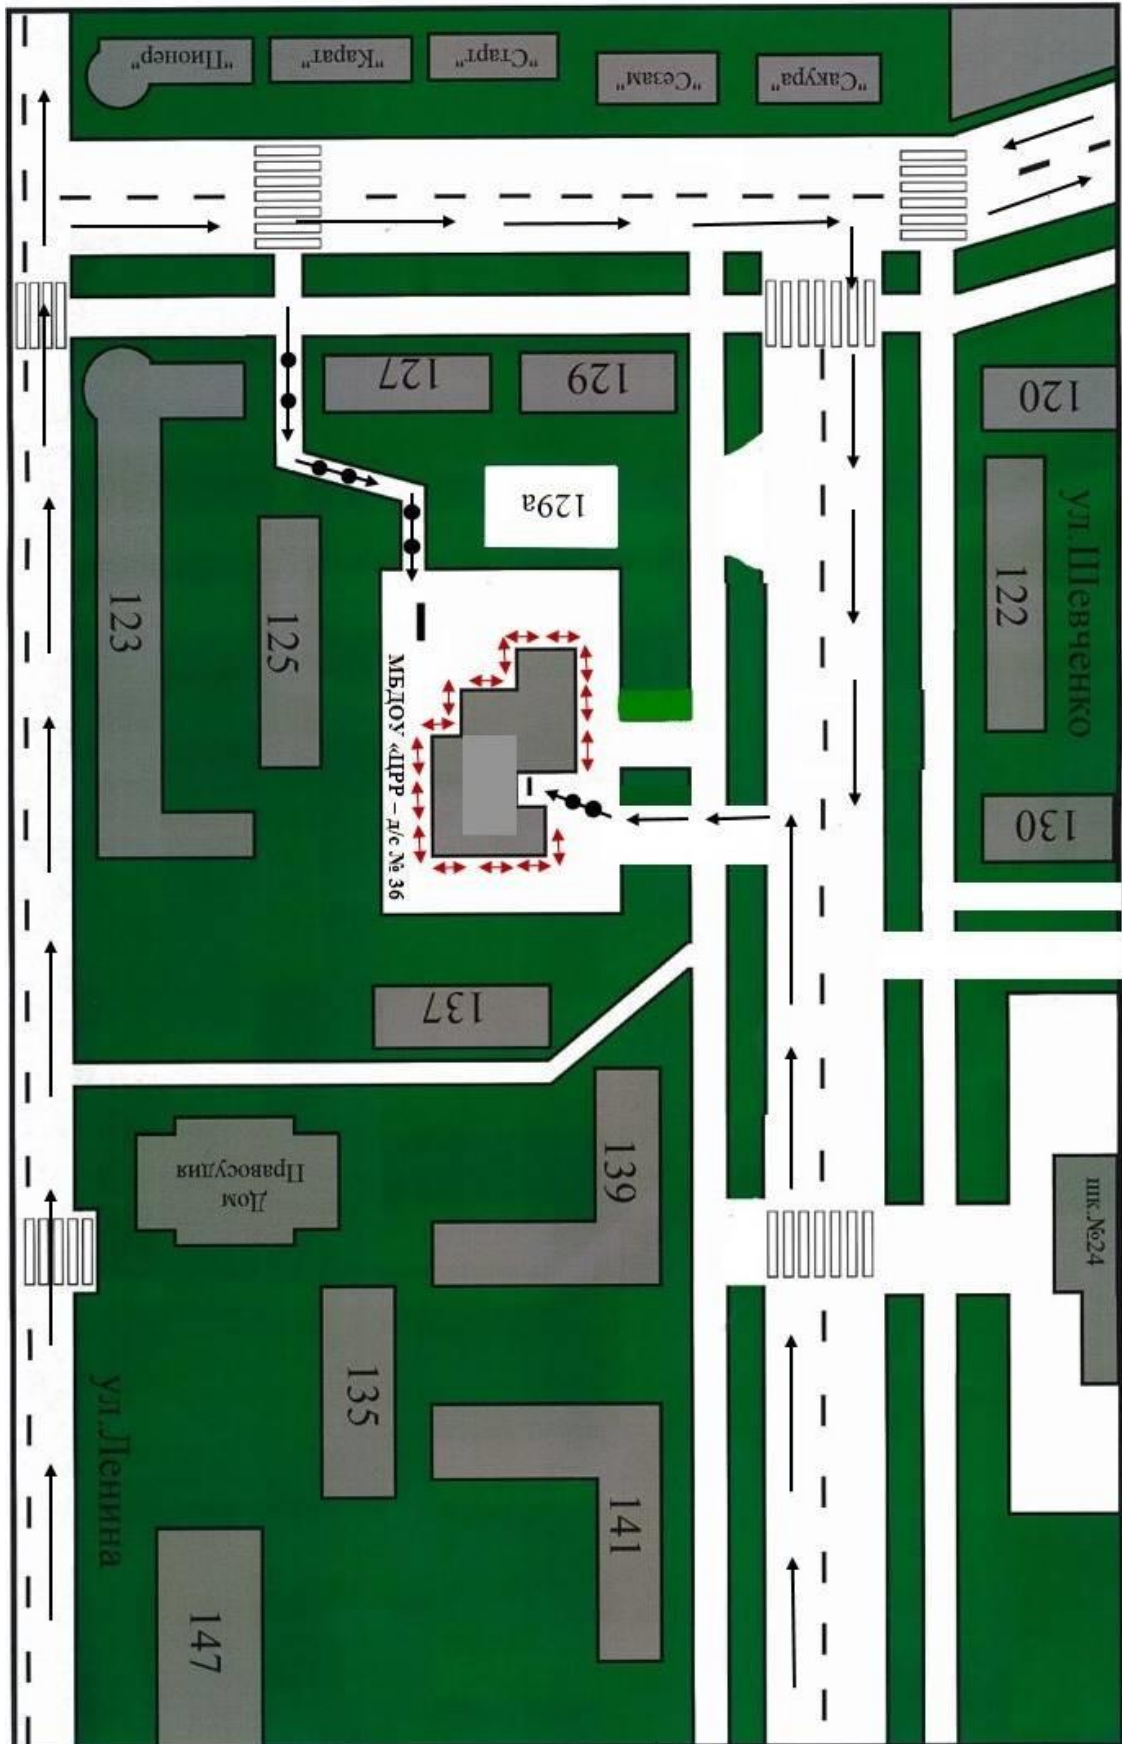 "Пионер"
"Карат"
"Старт"
"Сезам"
"Сакура"
127
129
120
129а
ул.Шевченко
122
123
125
МБДОУ «ЦРР – д/с № 36
130
137
Дом
Правосудия
139
шк.№24
135
ул.Ленина
141
147